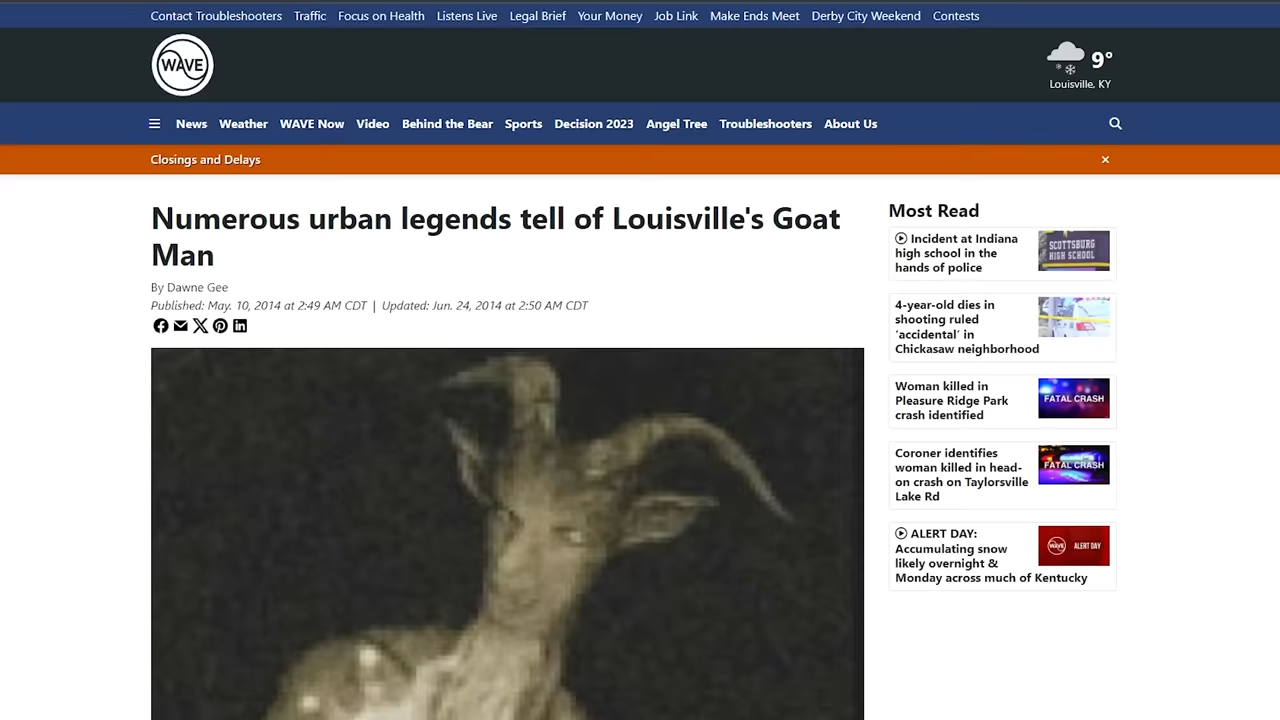 Contact Troubleshooters Traffic Focus on Health Listens Live Legal Brief Your Money Job Link Make Ends Meet Derby City Weekend Contests
WAVE
9°
Louisville, KY
News Weather WAVE Now Video Behind the Bear Sports Decision 2023 Angel Tree Troubleshooters About Us
Closings and Delays
Numerous urban legends tell of Louisville's Goat
Man
By Dawne Gee
Published: May. 10, 2014 at 2:49 AM CDT | Updated: Jun. 24, 2014 at 2:50 AM CDT
Most Read
Incident at Indiana
high school in the
hands of police
SCOTTSBURG
HIGH SCHOOL
4-year-old dies in
shooting ruled
‘accidental’ in
Chickasaw neighborhood
Woman killed in
Pleasure Ridge Park
crash identified
FATAL CRASH
Coroner identifies
woman killed in head-
on crash on Taylorsville
Lake Rd
FATAL CRASH
ALERT DAY:
Accumulating snow
likely overnight &
Monday across much of Kentucky
WAVE ALERT DAY